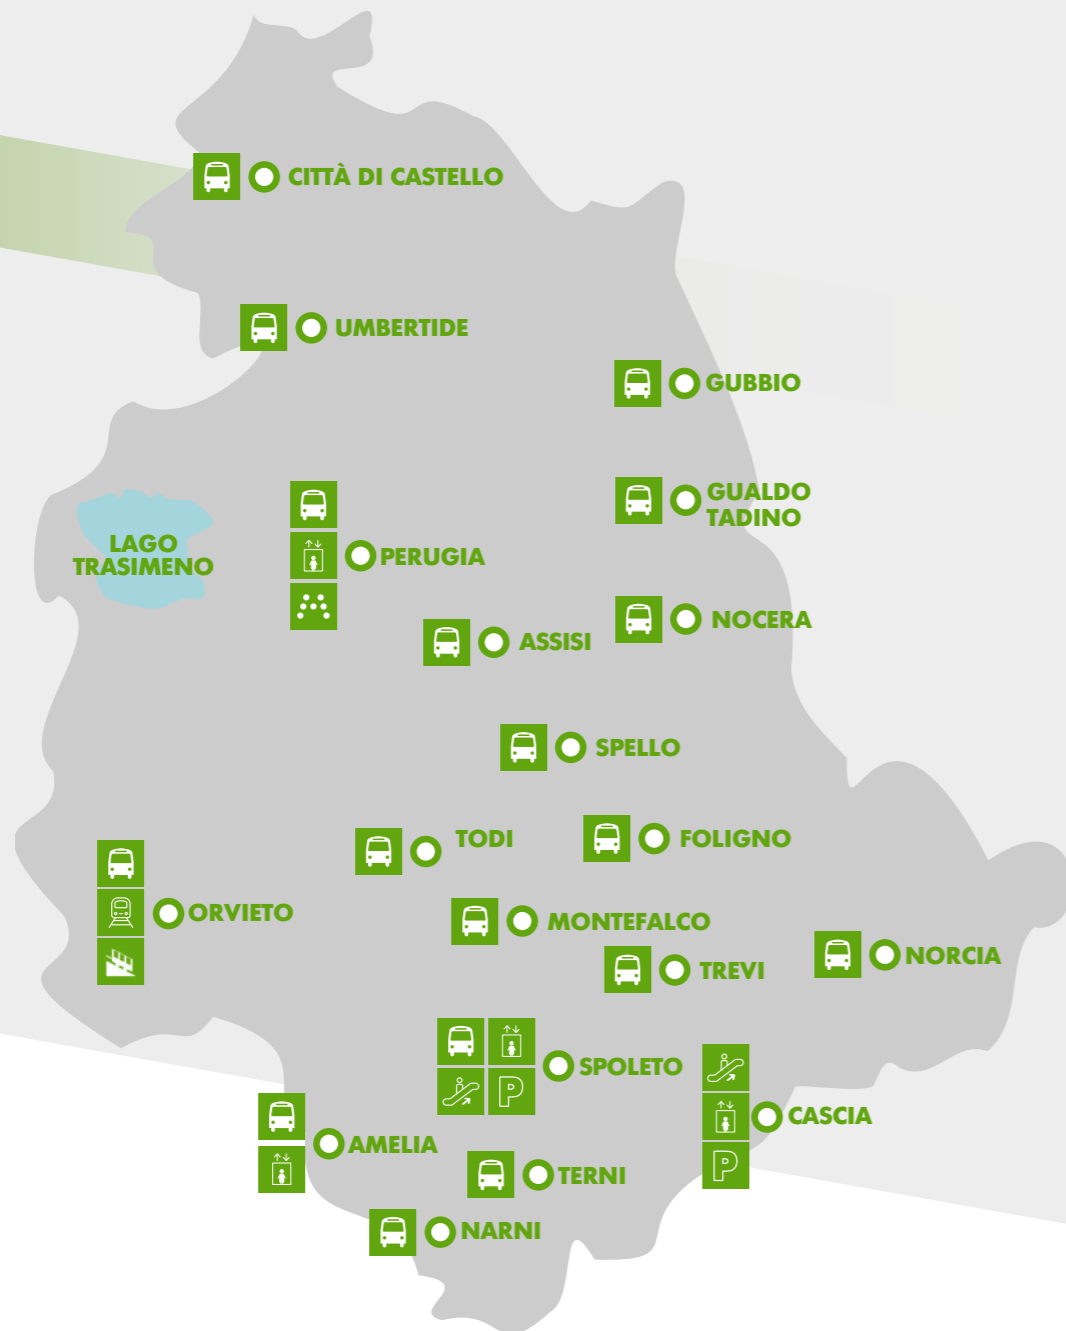 CITTÀ DI CASTELLO
UMBERTIDE
GUBBIO
GUALDO
TADINO
LAGO
TRASIMENO
PERUGIA
NOCERA
ASSISI
SPELLO
TODI
FOLIGNO
ORVIETO
MONTEFALCO
NORCIA
TREVI
SPOLETO
P
CASCIA
P
AMELIA
TERNI
NARNI